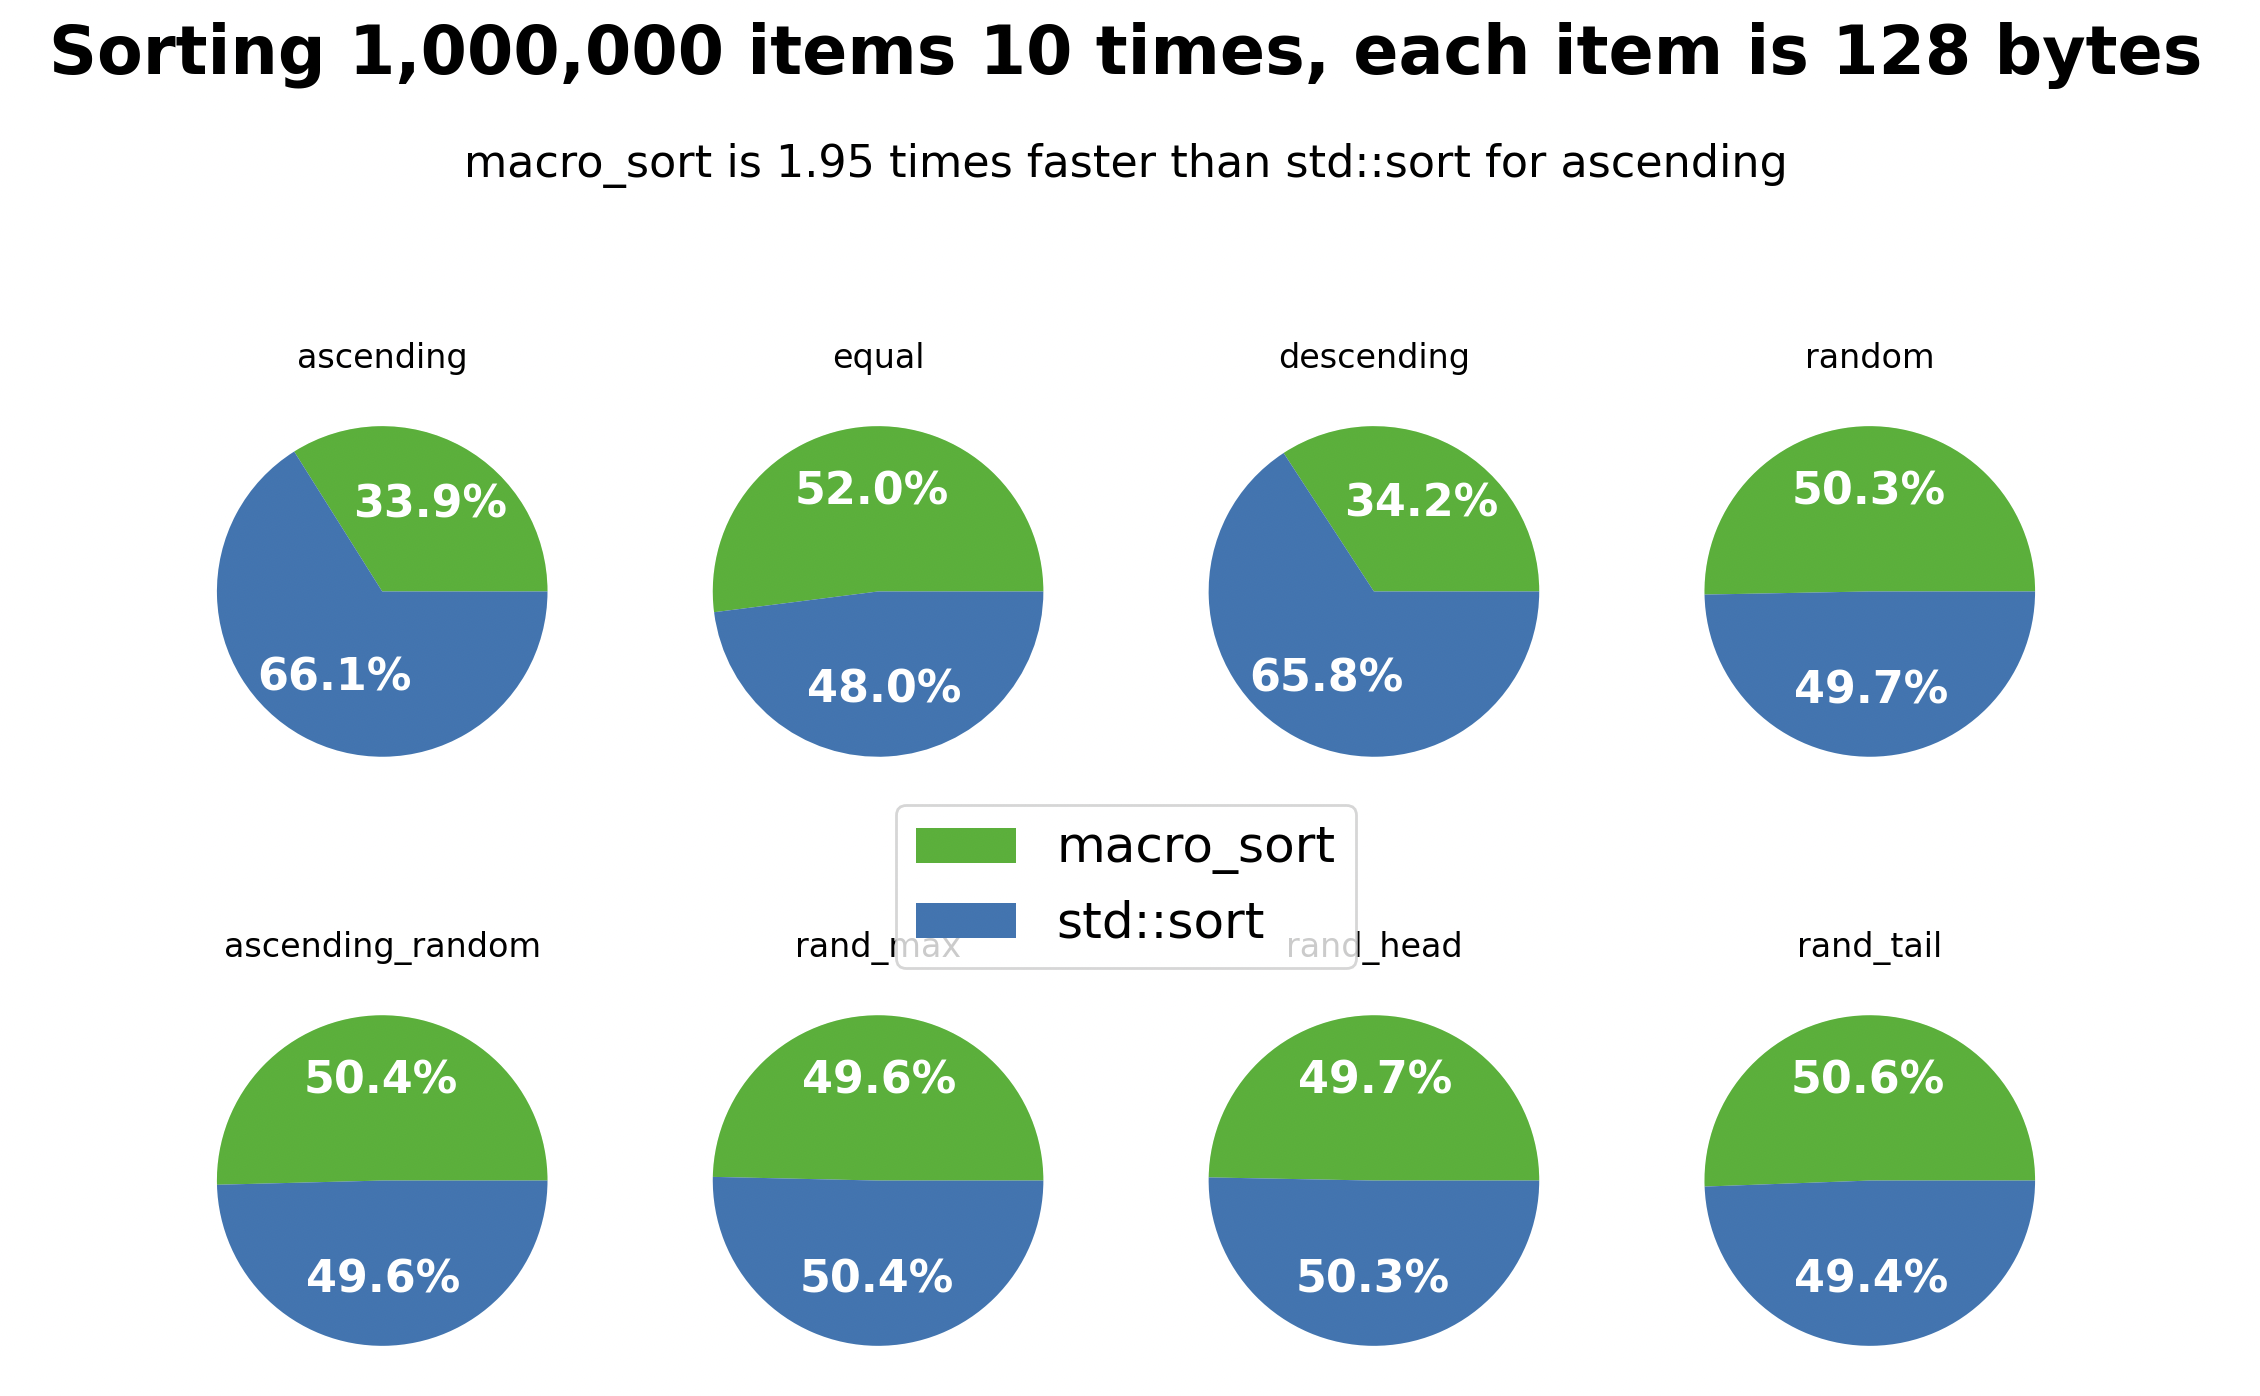 Sorting 1,000,000 items 10 times, each item is 128 bytes
macro_sort is 1.95 times faster than std::sort for ascending
ascending
33.9%
66.1%
equal
52.0%
48.0%
descending
34.2%
65.8%
random
50.3%
49.7%
macro_sort
std::sort
ascending_random
50.4%
49.6%
rand_max
49.6%
50.4%
rand_head
49.7%
50.3%
rand_tail
50.6%
49.4%